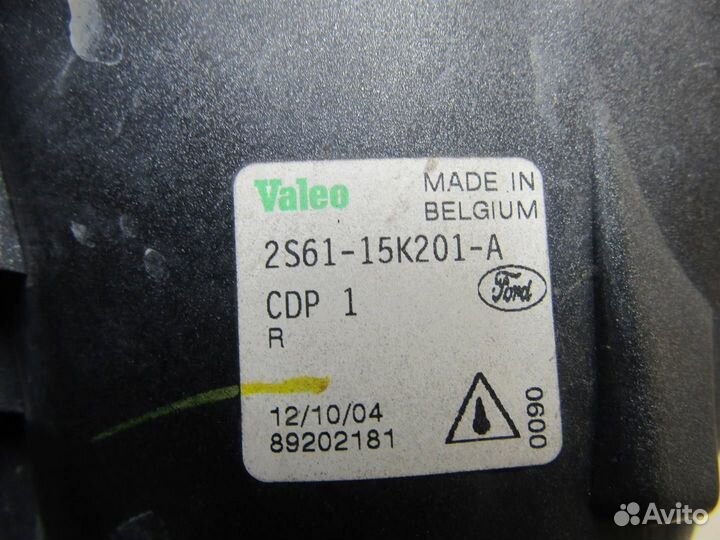 Valeo
MADE IN
BELGIUM
2S61-15K201-A
CDP 1
Ford
R
12/10/04
89202181
0090
Avito